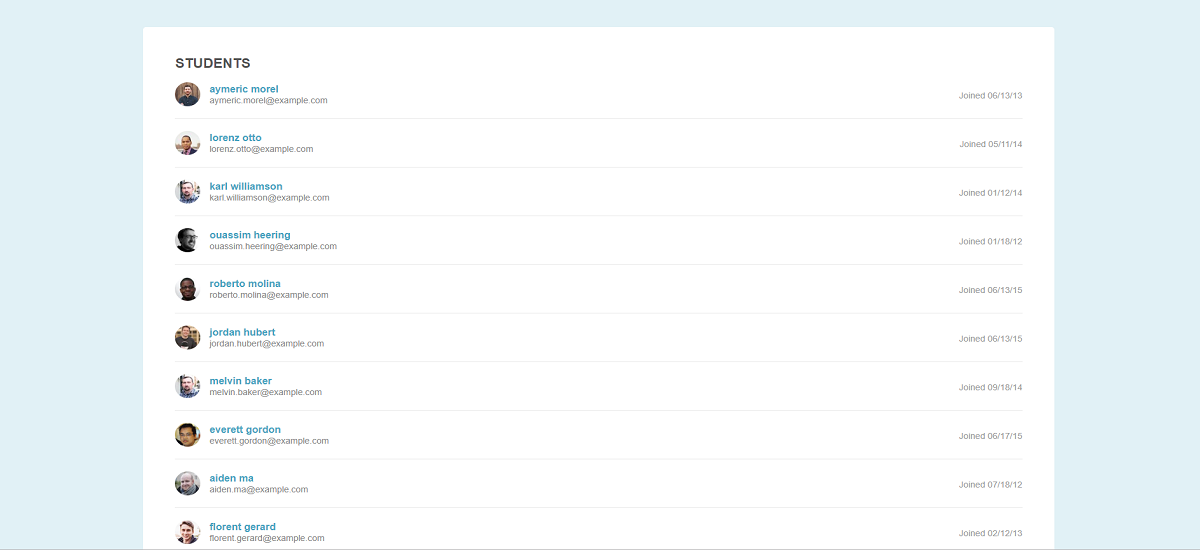 STUDENTS
aymeric morel
aymeric.morel@example.com
Joined 06/13/13
lorenz otto
lorenz.otto@example.com
Joined 05/11/14
karl williamson
karl.williamson@example.com
Joined 01/12/14
ouassim heering
ouassim.heering@example.com
Joined 01/18/12
roberto molina
roberto.molina@example.com
Joined 06/13/15
jordan hubert
jordan.hubert@example.com
Joined 06/13/15
melvin baker
melvin.baker@example.com
Joined 09/18/14
everett gordon
everett.gordon@example.com
Joined 06/17/15
aiden ma
aiden.ma@example.com
Joined 07/18/12
florent gerard
florent.gerard@example.com
Joined 02/12/13